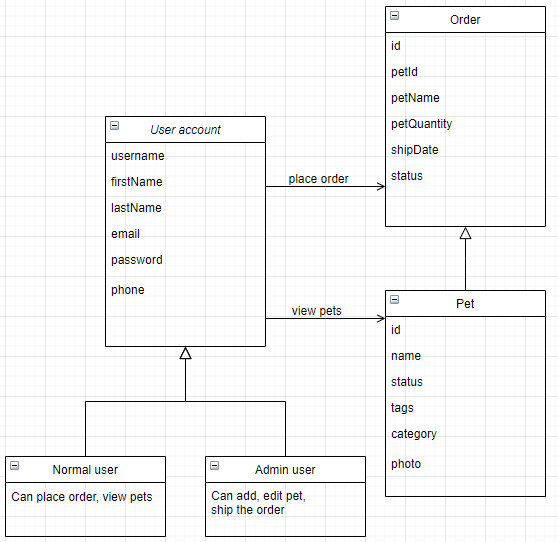 Order
id
petId
petName
petQuantity
shipDate
status
User account
username
firstName
lastName
email
password
phone
place order
view pets
Pet
id
name
status
tags
category
photo
Normal user
Can place order, view pets
Admin user
Can add, edit pet,
ship the order